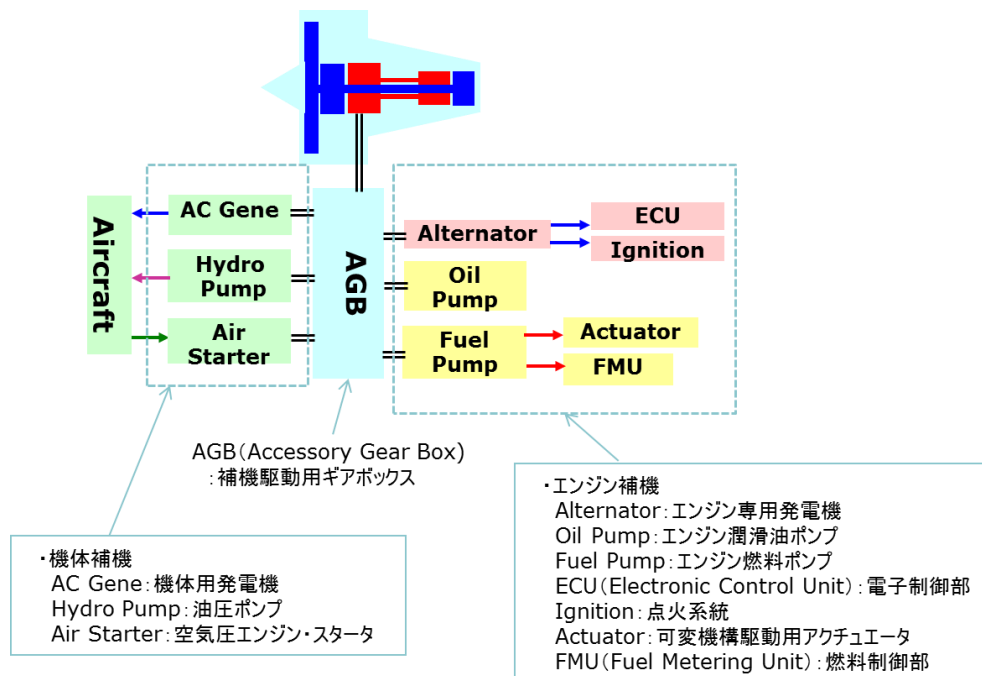 Aircraft
AC Gene
Hydro
Pump
Air
Starter
AGB
Alternator
ECU
Ignition
Oil
Pump
Fuel
Pump
Actuator
FMU
AGB(Accessory Gear Box)
:補機駆動用ギアボックス
・機体補機
AC Gene:機体用発電機
Hydro Pump:油圧ポンプ
Air Starter:空気圧エンジン・スタータ
・エンジン補機
Alternator:エンジン専用発電機
Oil Pump:エンジン潤滑油ポンプ
Fuel Pump:エンジン燃料ポンプ
ECU(Electronic Control Unit):電子制御部
Ignition:点火系統
Actuator:可変機構駆動用アクチュエータ
FMU(Fuel Metering Unit):燃料制御部